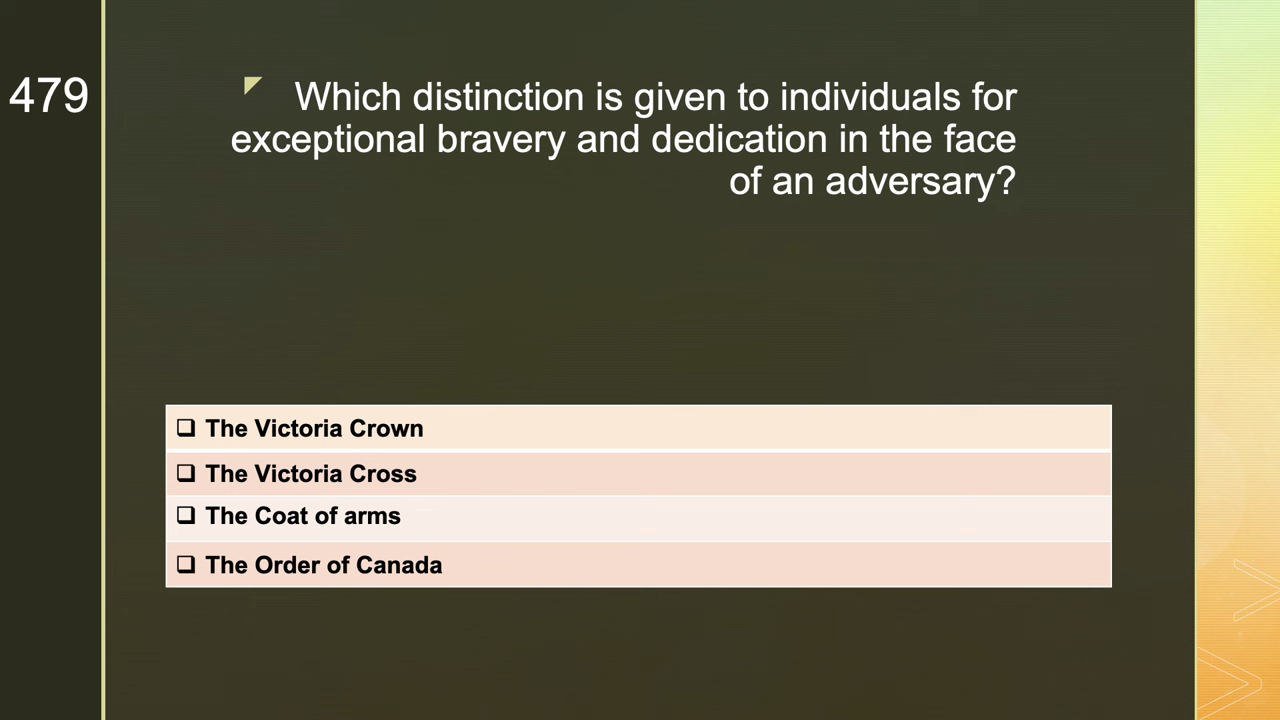 479
Which distinction is given to individuals for
exceptional bravery and dedication in the face
of an adversary?
❑ The Victoria Crown
❑ The Victoria Cross
❑ The Coat of arms
❑ The Order of Canada